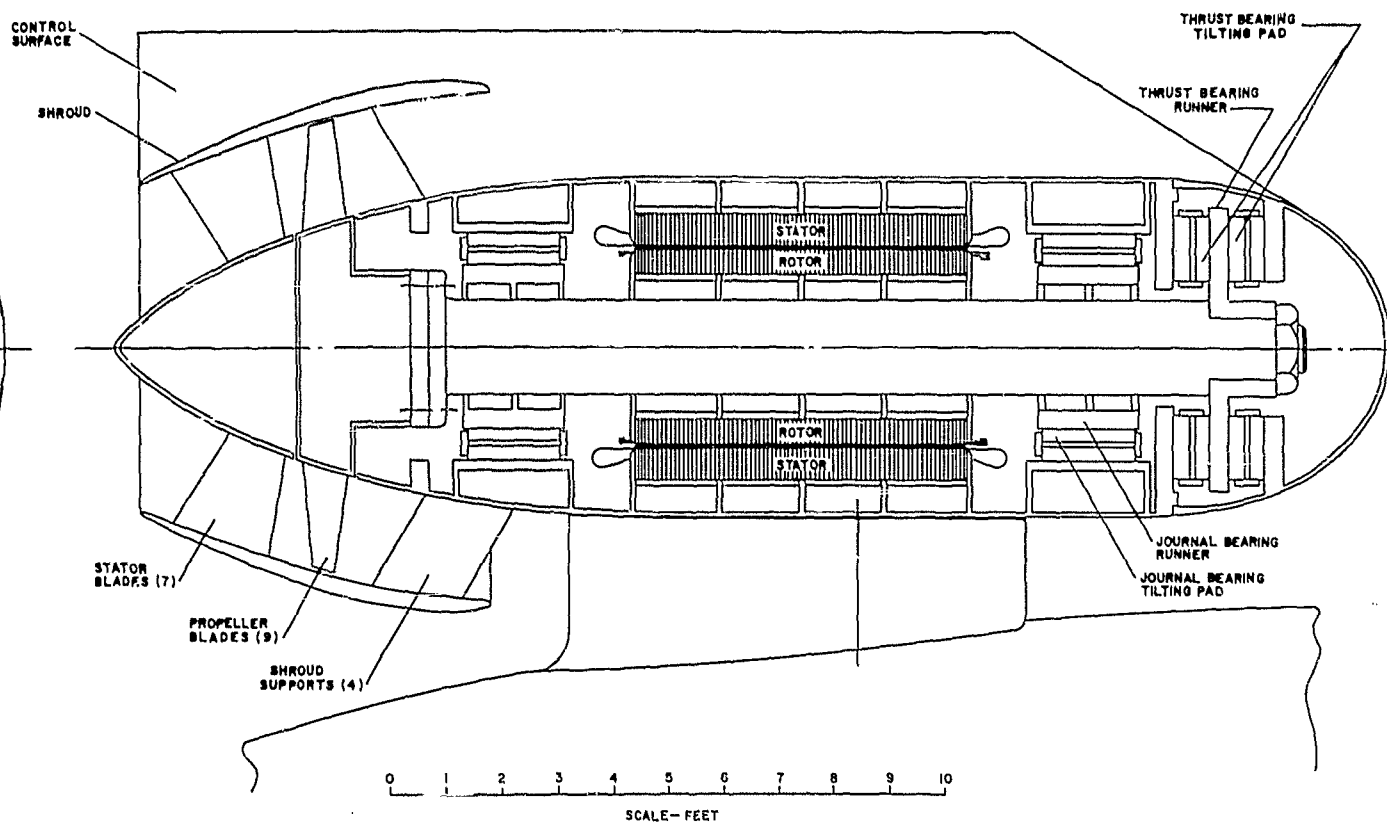 CONTROL
SURFACE
SHROUD
THRUST BEARING
TILTING PAD
THRUST BEARING
RUNNER
STATOR
ROTOR
ROTOR
STATOR
STATOR
BLADES (7)
PROPELLER
BLADES (9)
SHROUD
SUPPORTS (4)
JOURNAL BEARING
RUNNER
JOURNAL BEARING
TILTING PAD
0 1 2 3 4 5 6 7 8 9 10
SCALE-FEET